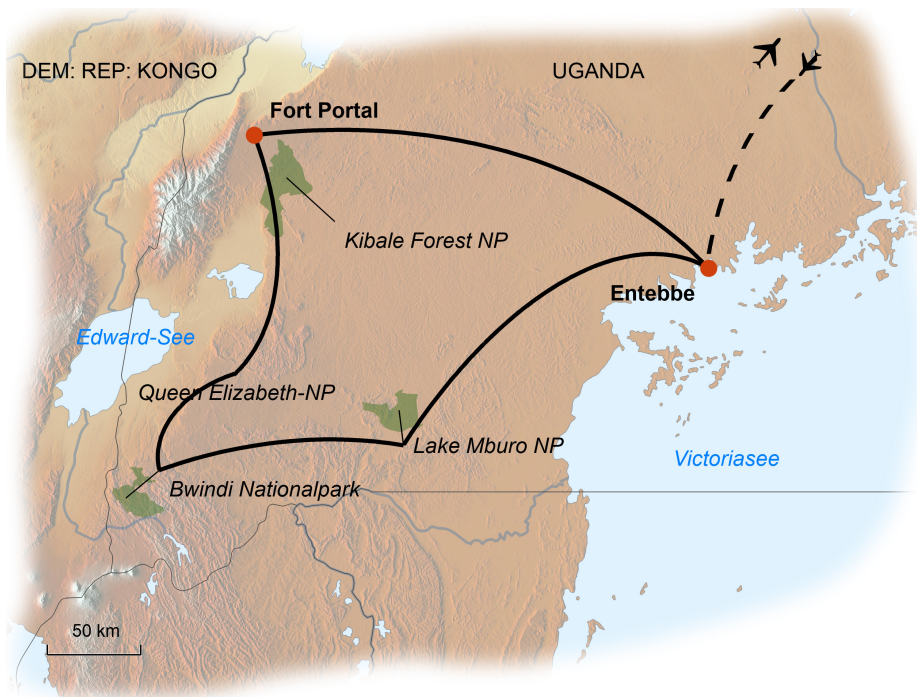 DEM: REP: KONGO
UGANDA
Fort Portal
Kibale Forest NP
Entebbe
Edward-See
Queen Elizabeth-NP
Lake Mburo NP
Victoriasee
Bwindi Nationalpark
50 km